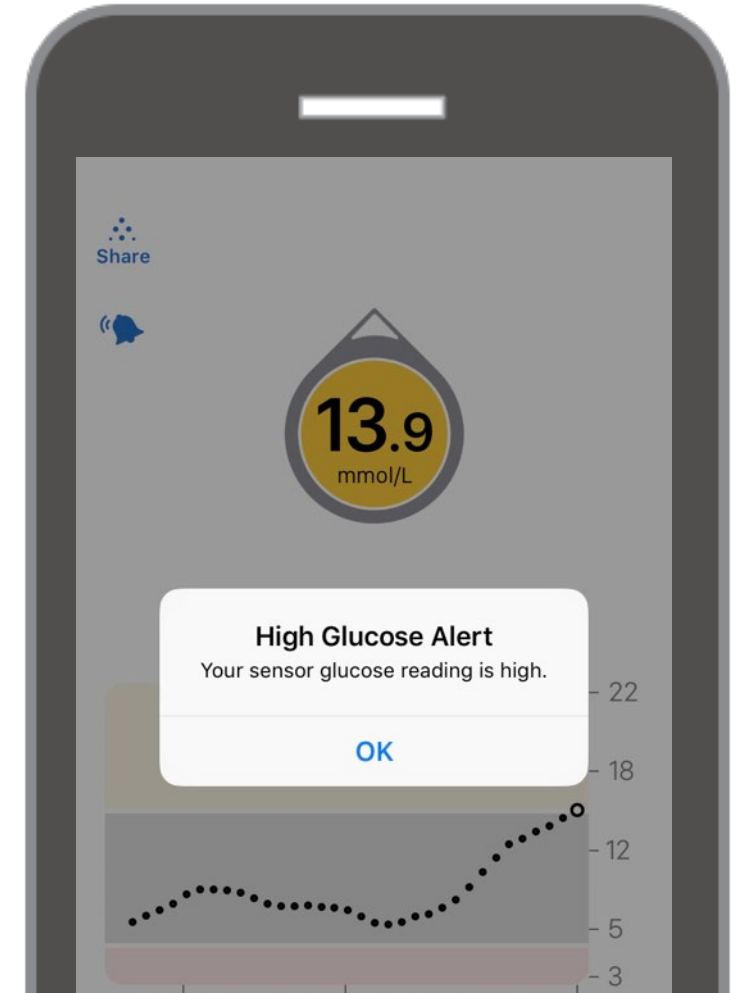 Share
13.9
mmol/L
High Glucose Alert
Your sensor glucose reading is high.
OK
22
18
12
5
3